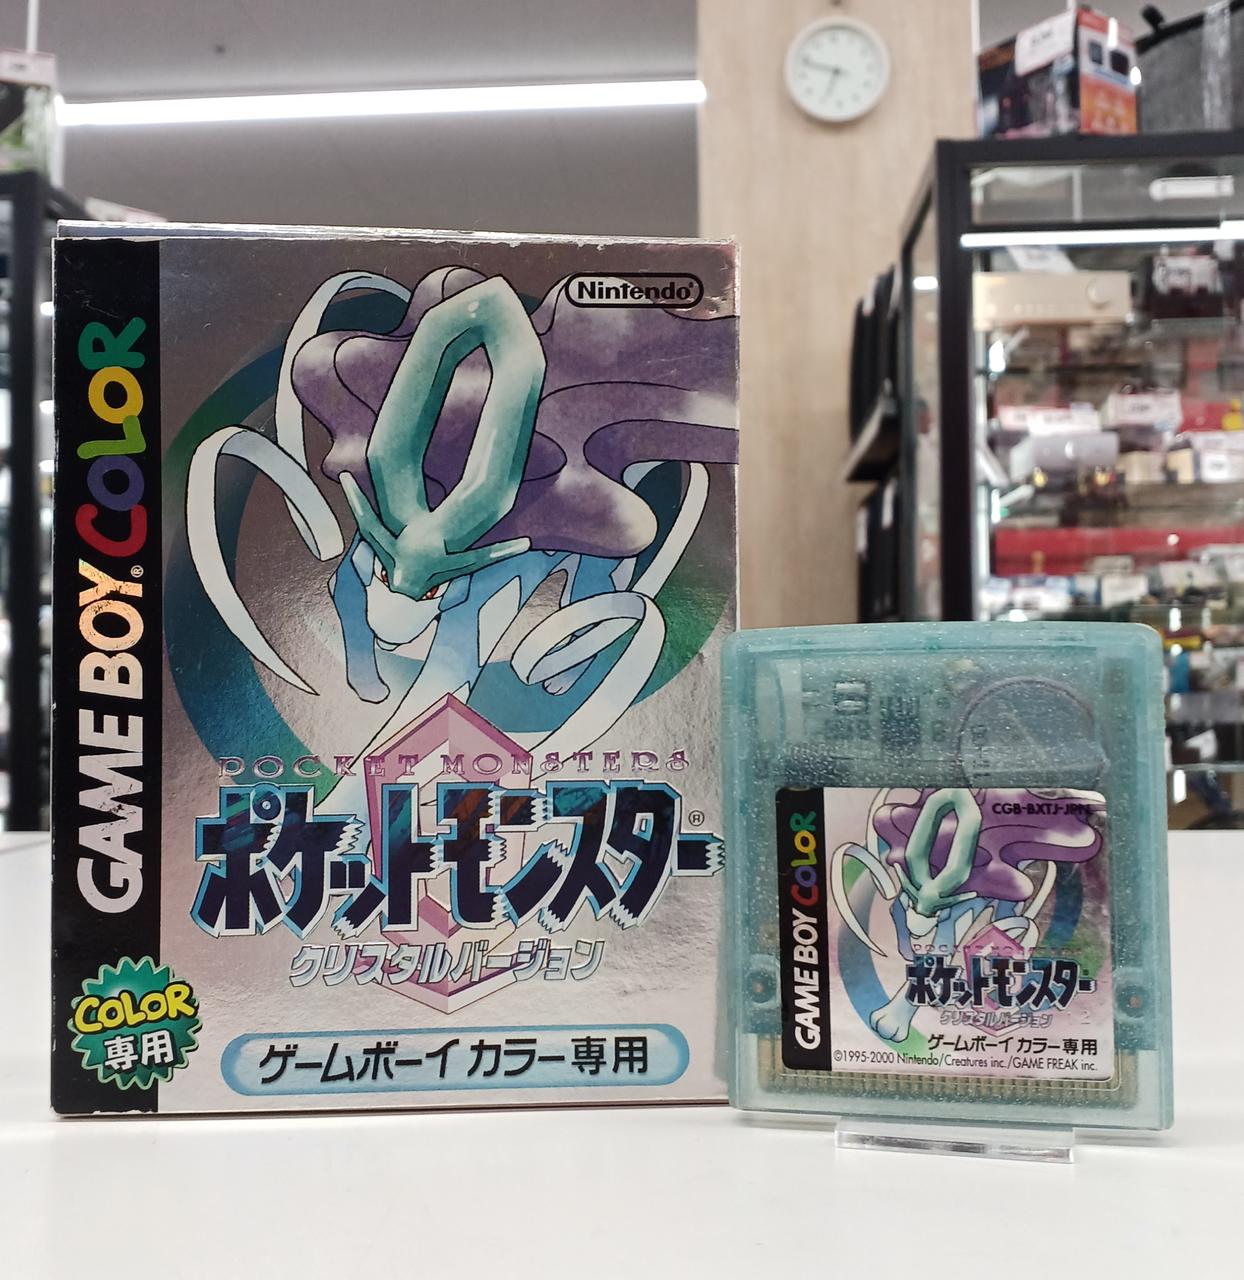 Nintendo®
GAME BOY® COLOR
POCKET MONSTERS
ポケットモンスター®
クリスタルバージョン
COLOR
専用
ゲームボーイ カラー専用
CGB-BXTJ-JPN
GAME BOY COLOR
POCKET MONSTERS
ポケットモンスター
クリスタルバージョン
ゲームボーイ カラー専用
©1995-2000 Nintendo/Creatures inc./GAME FREAK inc.